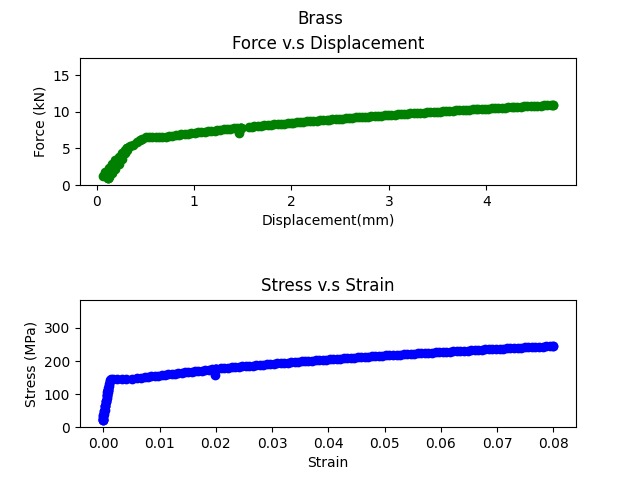 Brass
Force v.s Displacement
Force (kN)
15
10
5
0
0 1 2 3 4
Displacement(mm)
Stress v.s Strain
Stress (MPa)
300
200
100
0
0.00 0.01 0.02 0.03 0.04 0.05 0.06 0.07 0.08
Strain